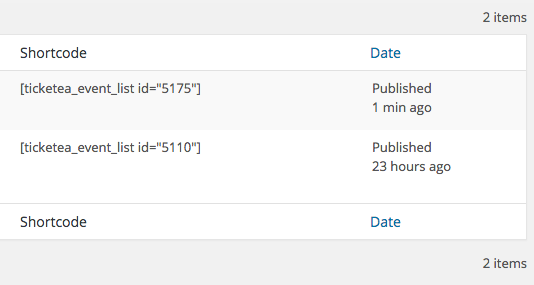 2 items
Shortcode Date
[ticketea_event_list id="5175"] Published
1 min ago
[ticketea_event_list id="5110"] Published
23 hours ago
Shortcode Date
2 items